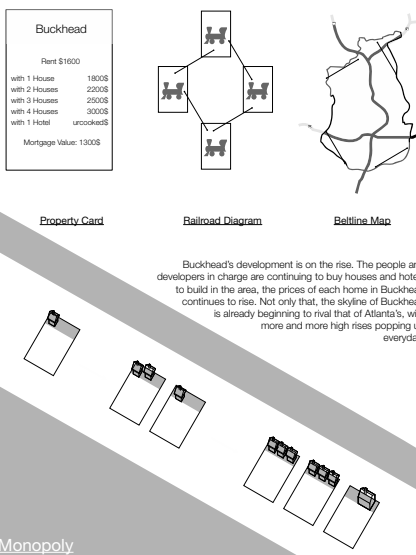 Buckhead
Rent $1600
with 1 House 1800$
with 2 Houses 2200$
with 3 Houses 2500$
with 4 Houses 3000$
with 1 Hotel urcooked$
Mortgage Value: 1300$
Property Card
Railroad Diagram
Beltline Map
Buckhead's development is on the rise. The people ar
developers in charge are continuing to buy houses and hote
to build in the area, the prices of each home in Buckhea
continues to rise. Not only that, the skyline of Buckhea
is already beginning to rival that of Atlanta's, wi
more and more high rises popping u
everyda
Monopoly